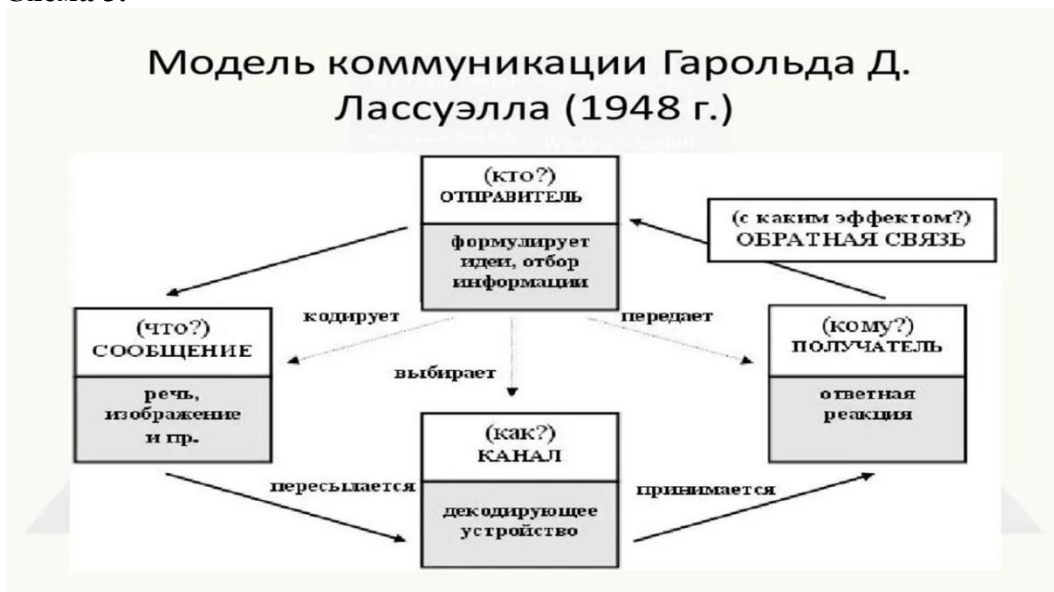 Модель коммуникации Гарольда Д.
Лассуэлла (1948 г.)
(кто?)
ОТПРАВИТЕЛЬ
формулирует
идеи, отбор
информации
(с каким эффектом?)
ОБРАТНАЯ СВЯЗЬ
кодирует
передает
выбирает
(что?)
СООБЩЕНИЕ
речь,
изображение
и пр.
(кому?)
ПОЛУЧАТЕЛЬ
ответная
реакция
(как?)
КАНАЛ
декодирующее
устройство
пересылается
принимается